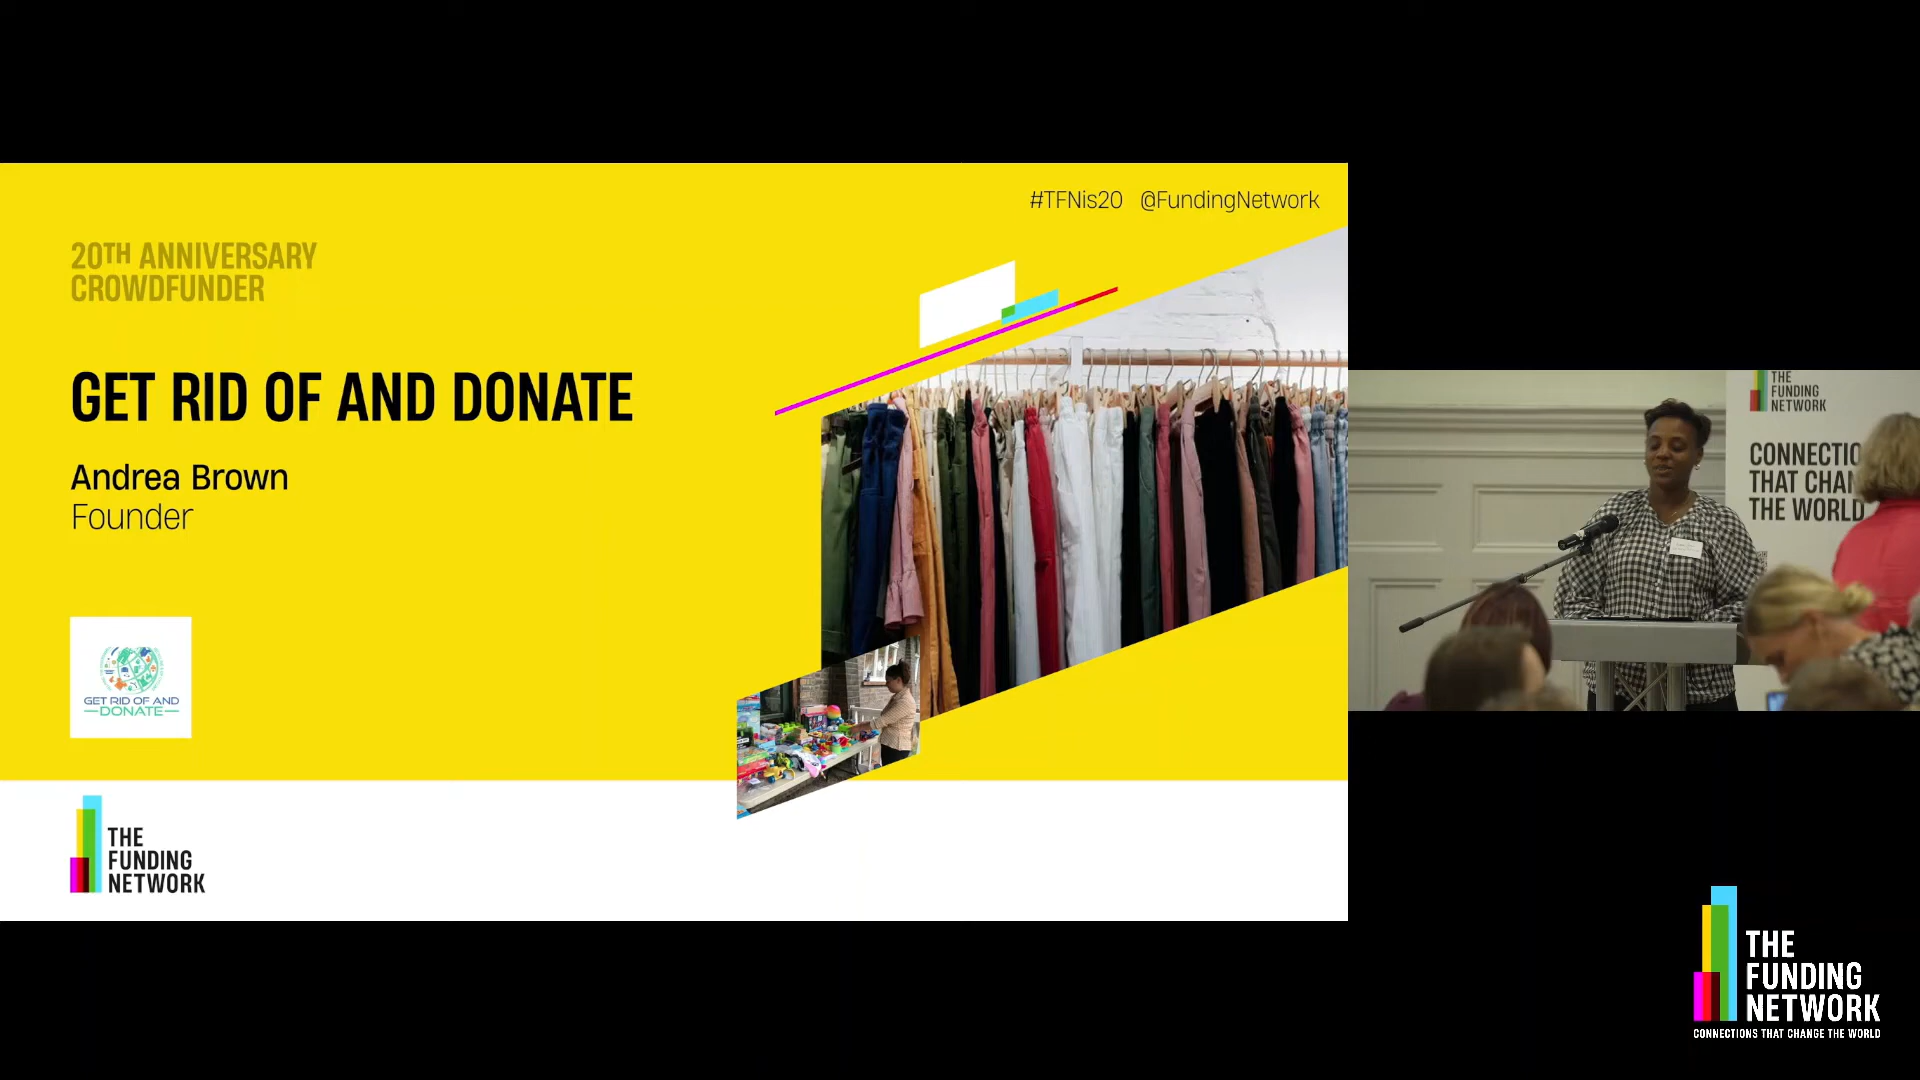 #TFNis20 @FundingNetwork
20TH ANNIVERSARY
CROWDFUNDER
GET RID OF AND DONATE
Andrea Brown
Founder
GET RID OF AND
DONATE
THE
FUNDING
NETWORK
THE
FUNDING
NETWORK
CONNECTIO
THAT CHAN
THE WORLD
THE
FUNDING
NETWORK
CONNECTIONS THAT CHANGE THE WORLD